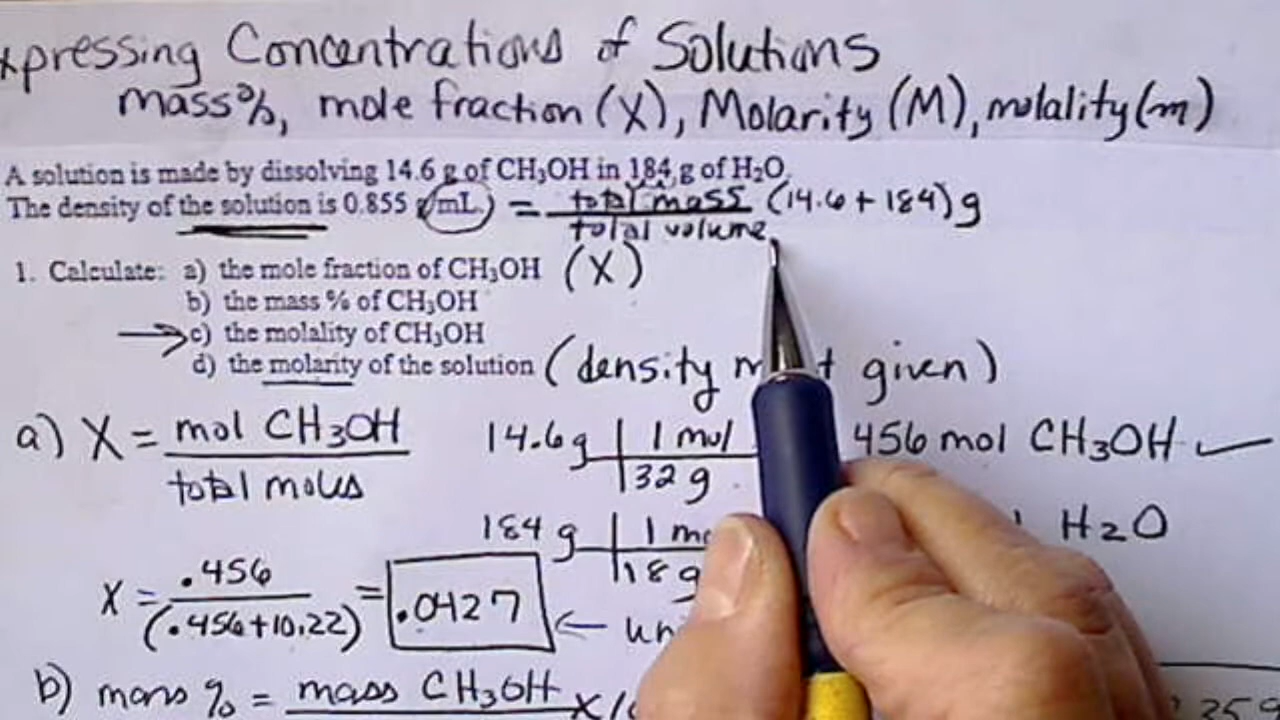 xpressing Concentrations of Solutions
mass%, mole fraction (X), Molarity (M), molality (m)
A solution is made by dissolving 14.6 g of CH₃OH in 184 g of H₂O.
The density of the solution is 0.855 g/mL.) = total mass (14.6 + 184) g
total volume
1. Calculate: a) the mole fraction of CH₃OH (X)
b) the mass % of CH₃OH
→ c) the molality of CH₃OH
d) the molarity of the solution (density given)
a) X = mol CH₃OH
total moles
14.6 g | 1 mol
32 g
456 mol CH₃OH ✓
184 g | 1
18 g
H₂O
X = .456
(.456+10.22)
= .0427 ←
b) mass % = mass CH₃OH X